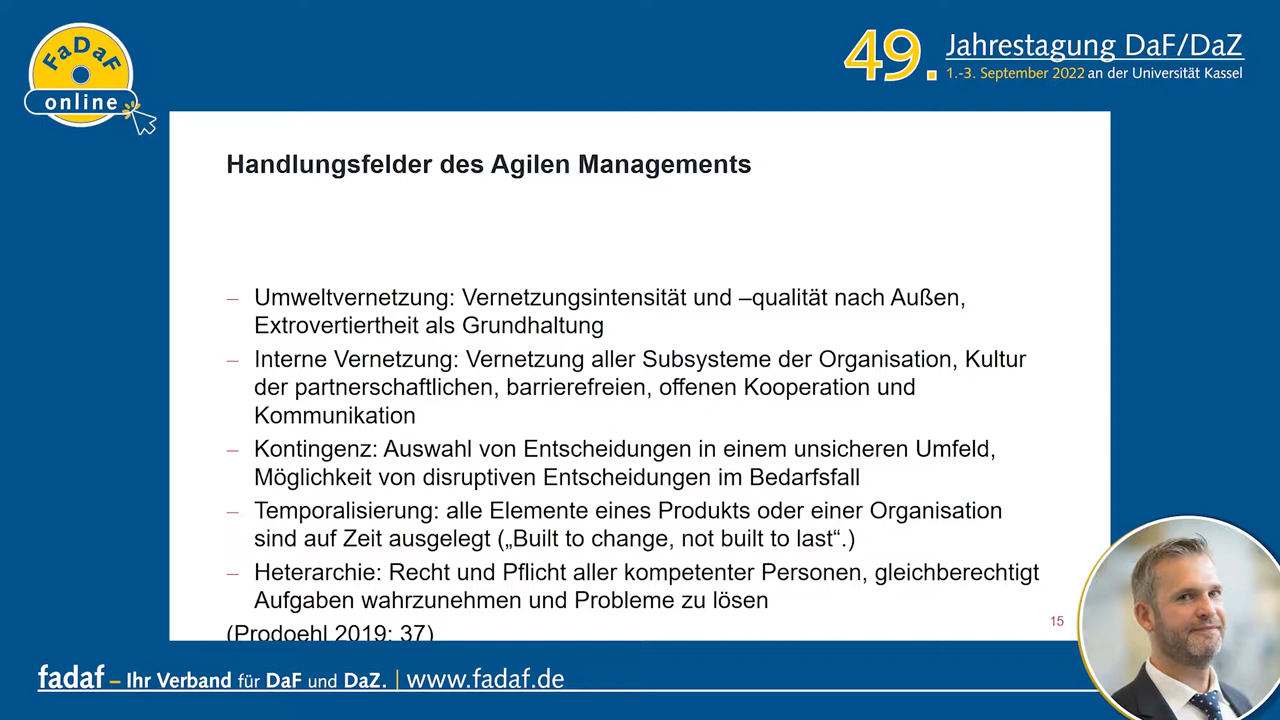 FaDaF
online
49. Jahrestagung DaF/DaZ
1.-3. September 2022 an der Universität Kassel
Handlungsfelder des Agilen Managements
– Umweltvernetzung: Vernetzungsintensität und –qualität nach Außen,
Extrovertiertheit als Grundhaltung
– Interne Vernetzung: Vernetzung aller Subsysteme der Organisation, Kultur
der partnerschaftlichen, barrierefreien, offenen Kooperation und
Kommunikation
– Kontingenz: Auswahl von Entscheidungen in einem unsicheren Umfeld,
Möglichkeit von disruptiven Entscheidungen im Bedarfsfall
– Temporalisierung: alle Elemente eines Produkts oder einer Organisation
sind auf Zeit ausgelegt („Built to change, not built to last“.)
– Heterarchie: Recht und Pflicht aller kompetenter Personen, gleichberechtigt
Aufgaben wahrzunehmen und Probleme zu lösen
(Prodoehl 2019: 37)
15
fadaf – Ihr Verband für DaF und DaZ. | www.fadaf.de